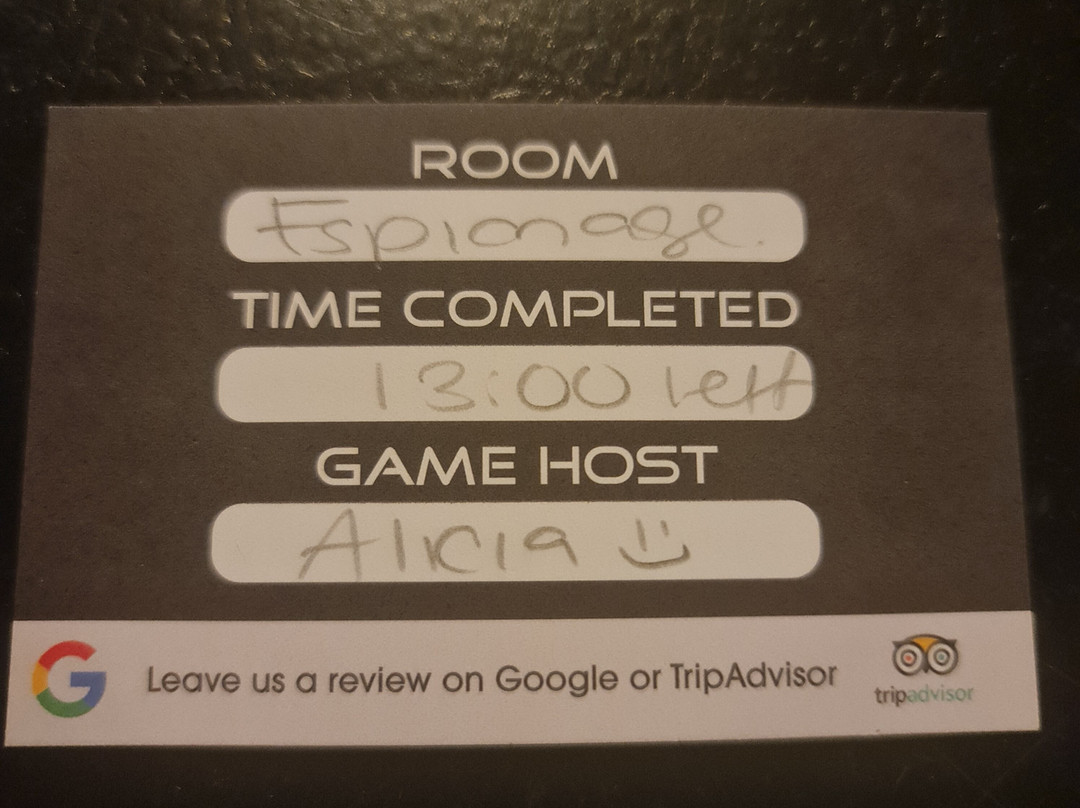 ROOM
Espionage.
TIME COMPLETED
13:00 left
GAME HOST
Alicia :)
G Leave us a review on Google or TripAdvisor
tripadvisor